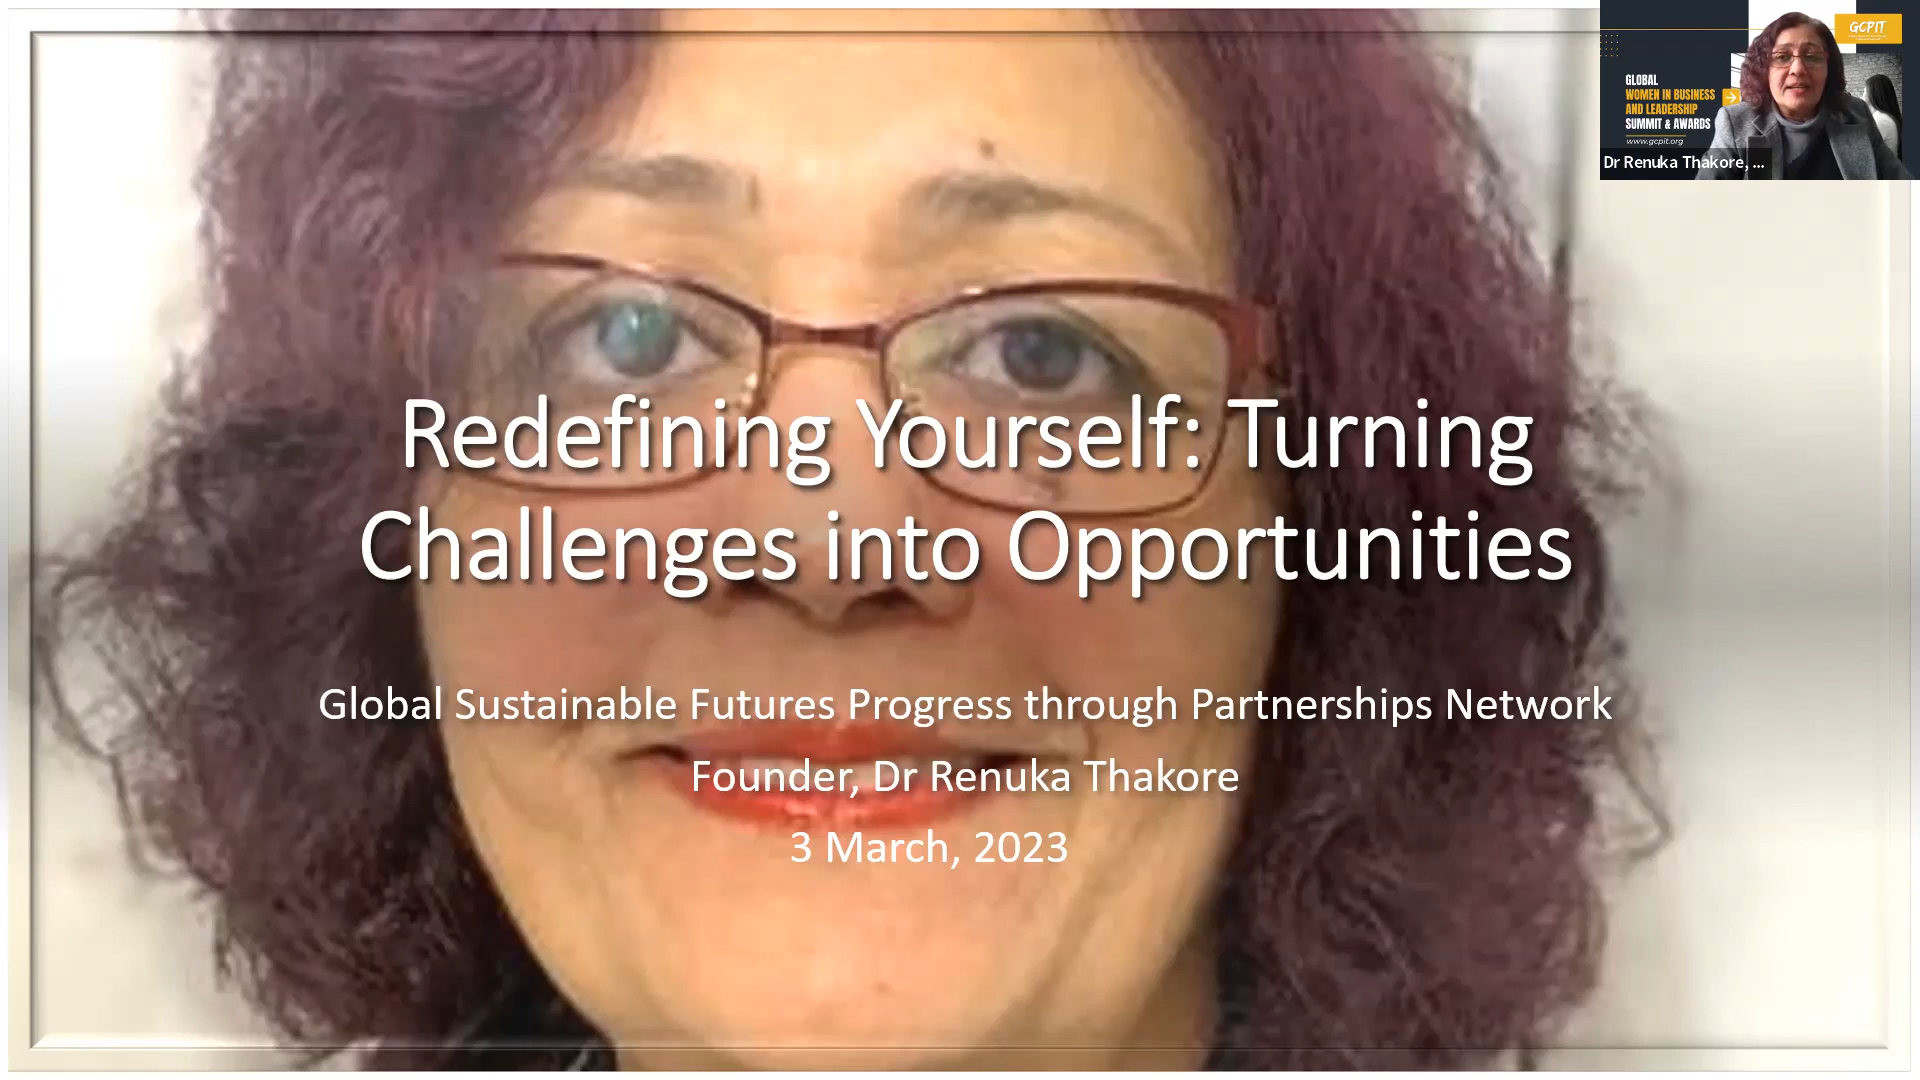 Redefining Yourself: Turning
Challenges into Opportunities
Global Sustainable Futures Progress through Partnerships Network
Founder, Dr Renuka Thakore
3 March, 2023
GCPIT
GLOBAL
WOMEN IN BUSINESS
AND LEADERSHIP
SUMMIT & AWARDS
www.gcpit.org
Dr Renuka Thakore, ...